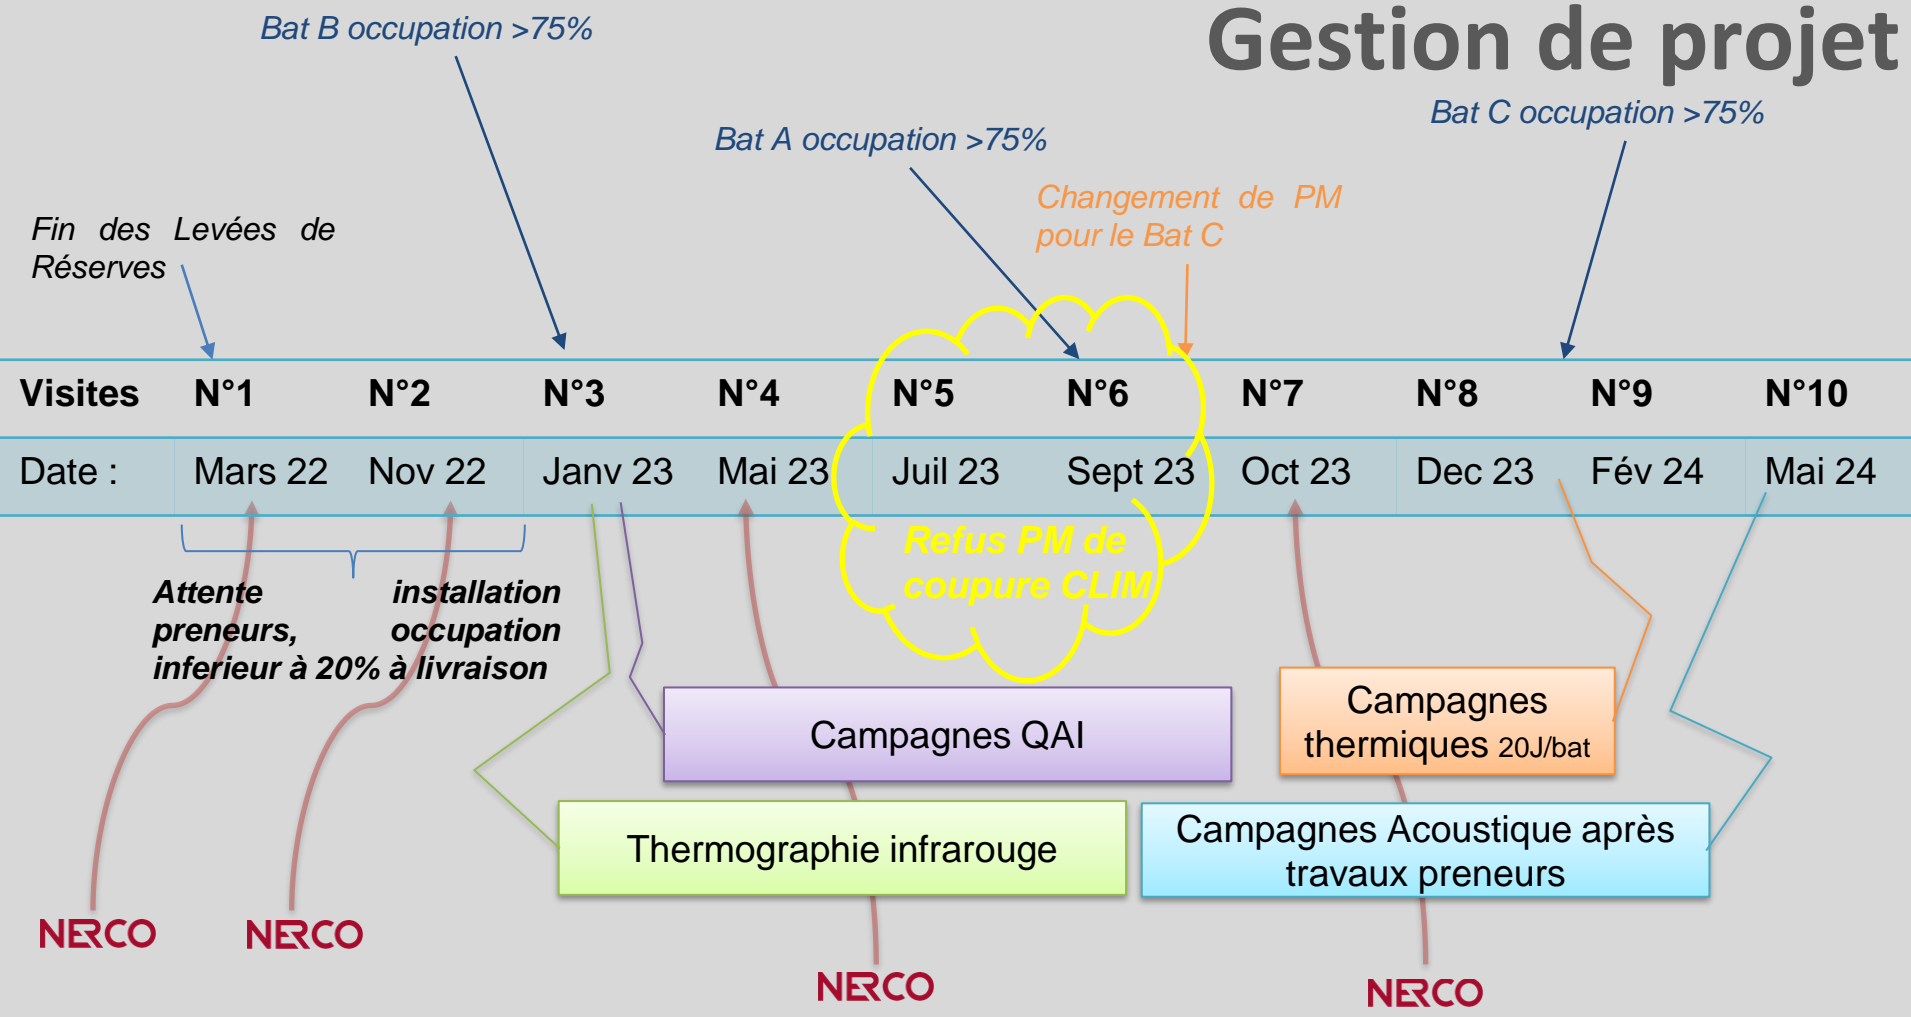 Gestion de projet
Bat B occupation >75%
Bat A occupation >75%
Bat C occupation >75%
Changement de PM
pour le Bat C
Fin des Levées de
Réserves
Visites N°1 N°2 N°3 N°4 N°5 N°6 N°7 N°8 N°9 N°10
Date : Mars 22 Nov 22 Janv 23 Mai 23 Juil 23 Sept 23 Oct 23 Dec 23 Fév 24 Mai 24
Refus PM de
coupure CLIM
Attente installation
preneurs, occupation
inferieur à 20% à livraison
Campagnes QAI
Campagnes
thermiques 20J/bat
Thermographie infrarouge
Campagnes Acoustique après
travaux preneurs
NERCO
NERCO
NERCO
NERCO